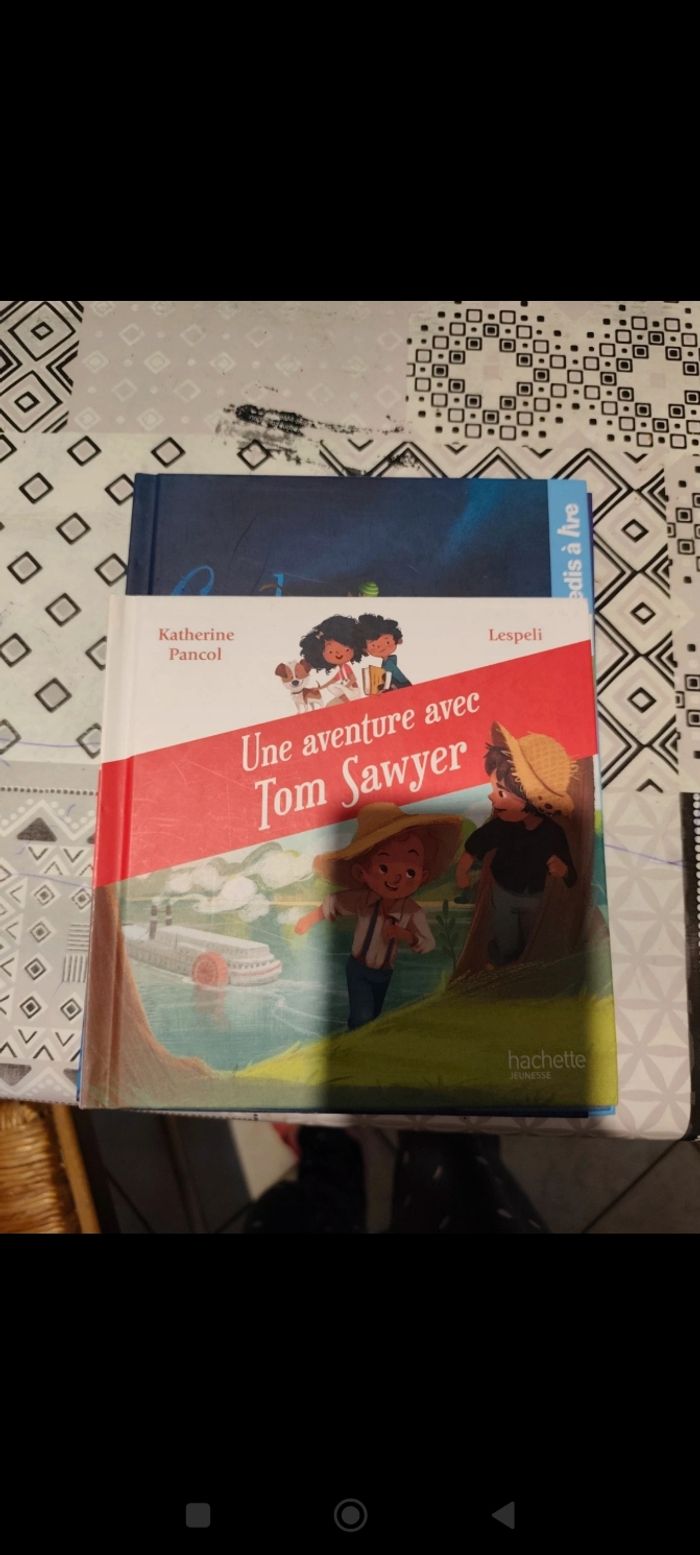 edis à lire
Katherine
Pancol
Lespeli
Une aventure avec
Tom Sawyer
hachette
JEUNESSE